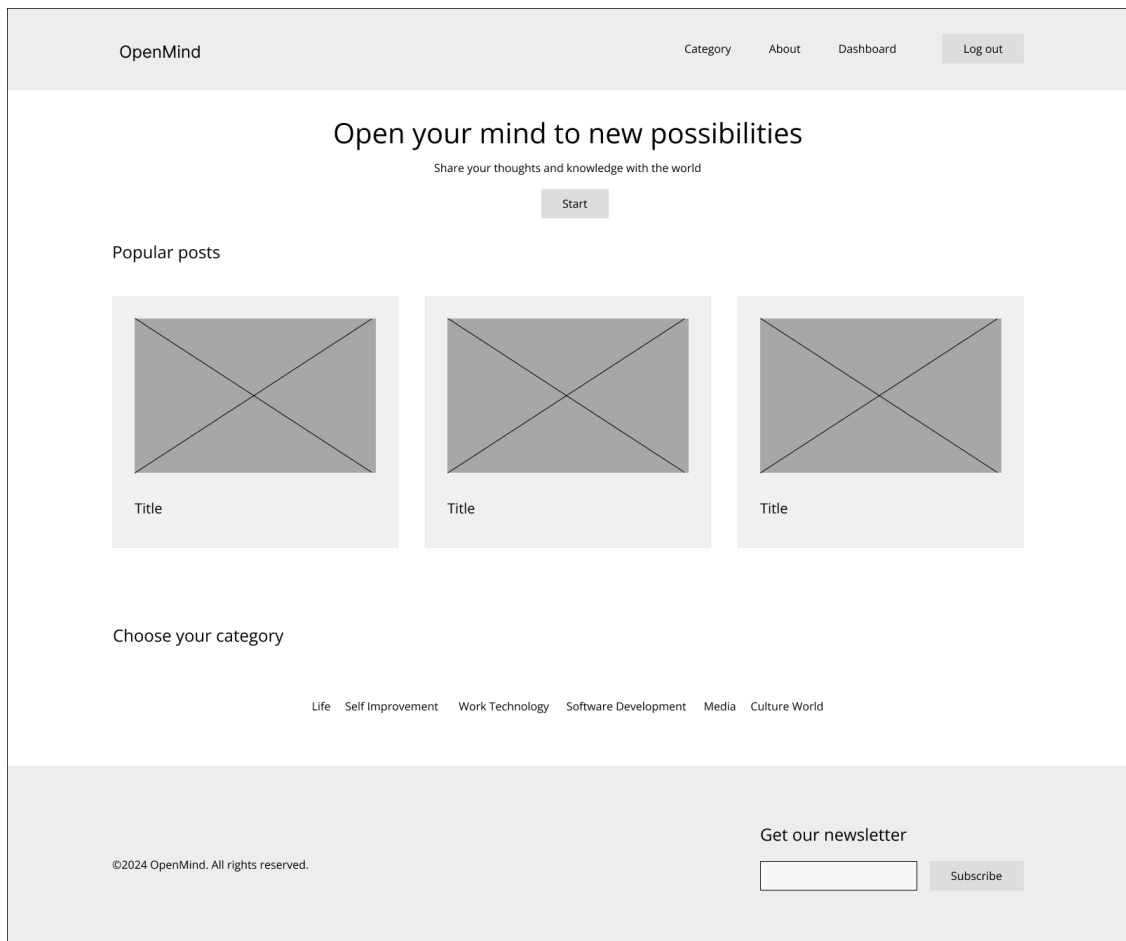 OpenMind
Category About Dashboard Log out
Open your mind to new possibilities
Share your thoughts and knowledge with the world
Start
Popular posts
Title Title Title
Choose your category
Life Self Improvement Work Technology Software Development Media Culture World
Get our newsletter
©2024 OpenMind. All rights reserved.
Subscribe